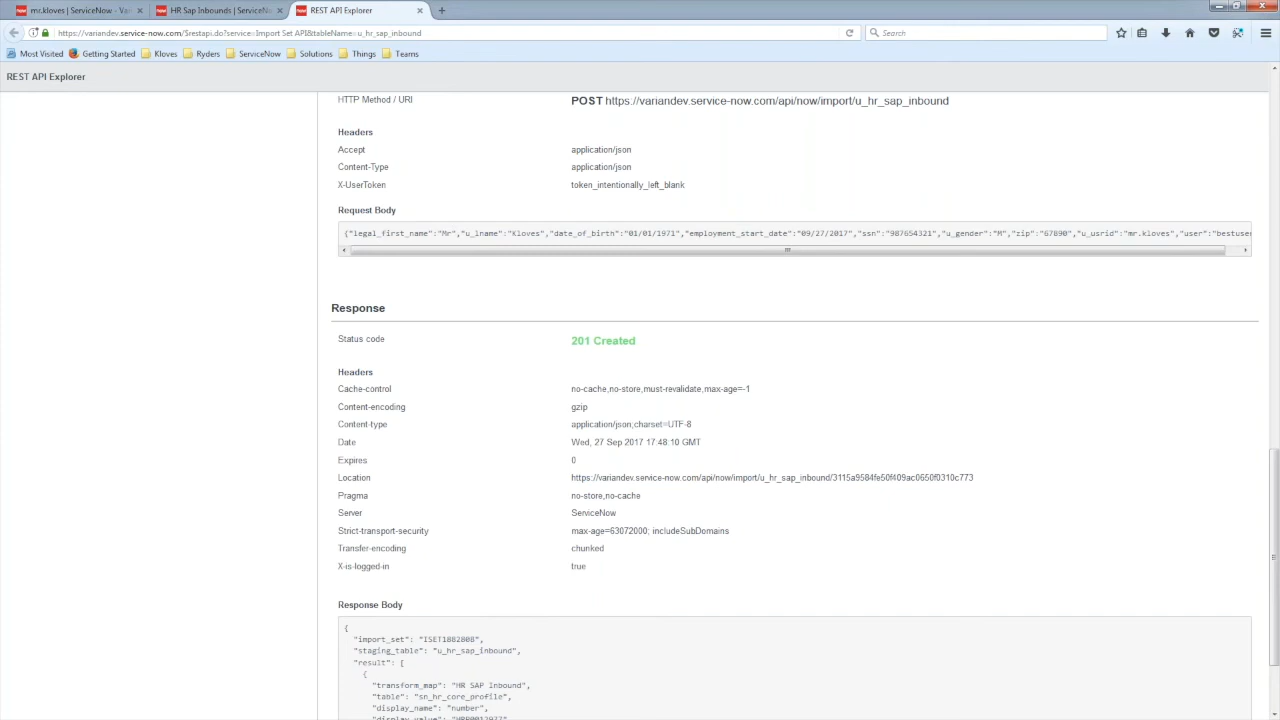 mr.kloves | ServiceNow - Var
HR Sap Inbounds | ServiceNo
REST API Explorer
https://variandev.service-now.com/$restapi.do?service=Import Set API&tableName=u_hr_sap_inbound
Search
Most Visited Getting Started Kloves Ryders ServiceNow Solutions Things Teams
REST API Explorer
HTTP Method / URI POST https://variandev.service-now.com/api/now/import/u_hr_sap_inbound
Headers
Accept application/json
Content-Type application/json
X-UserToken token_intentionally_left_blank
Request Body
{"legal_first_name":"Mr","u_lname":"Kloves","date_of_birth":"01/01/1971","employment_start_date":"09/27/2017","ssn":"987654321","u_gender":"M","zip":"67890","u_usrid":"mr.kloves","user":"bestuse
Response
Status code 201 Created
Headers
Cache-control no-cache,no-store,must-revalidate,max-age=-1
Content-encoding gzip
Content-type application/json;charset=UTF-8
Date Wed, 27 Sep 2017 17:48:10 GMT
Expires 0
Location https://variandev.service-now.com/api/now/import/u_hr_sap_inbound/3115a9584fe50f409ac0650f0310c773
Pragma no-store,no-cache
Server ServiceNow
Strict-transport-security max-age=63072000; includeSubDomains
Transfer-encoding chunked
X-is-logged-in true
Response Body
{
"import_set": "ISET1882808",
"staging_table": "u_hr_sap_inbound",
"result": [
{
"transform_map": "HR SAP Inbound",
"table": "sn_hr_core_profile",
"display_name": "number",